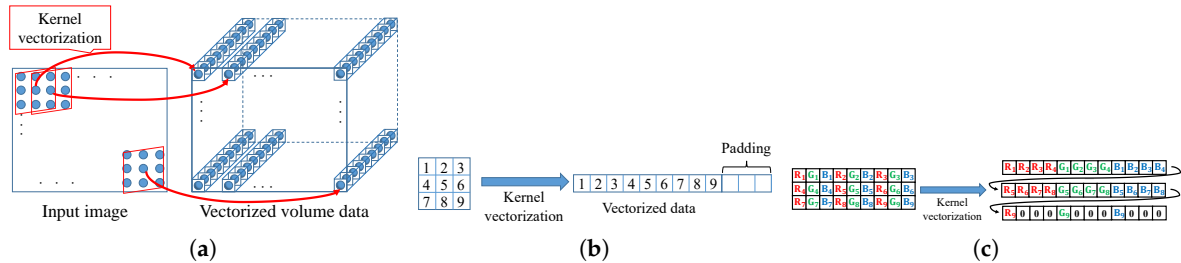 Kernel
vectorization
Input image
Vectorized volume data
(a)
1 2 3
4 5 6
7 8 9
Kernel
vectorization
Padding
1 2 3 4 5 6 7 8 9
Vectorized data
(b)
R1 G1 B1 R2 G2 B2 R3 G3 B3
R4 G4 B4 R5 G5 B5 R6 G6 B6
R7 G7 B7 R8 G8 B8 R9 G9 B9
Kernel
vectorization
R1 R2 R3 R4 G1 G2 G3 G4 B1 B2 B3 B4
R5 R6 R7 R8 G5 G6 G7 G8 B5 B6 B7 B8
R9 0 0 0 G9 0 0 0 B9 0 0 0
(c)